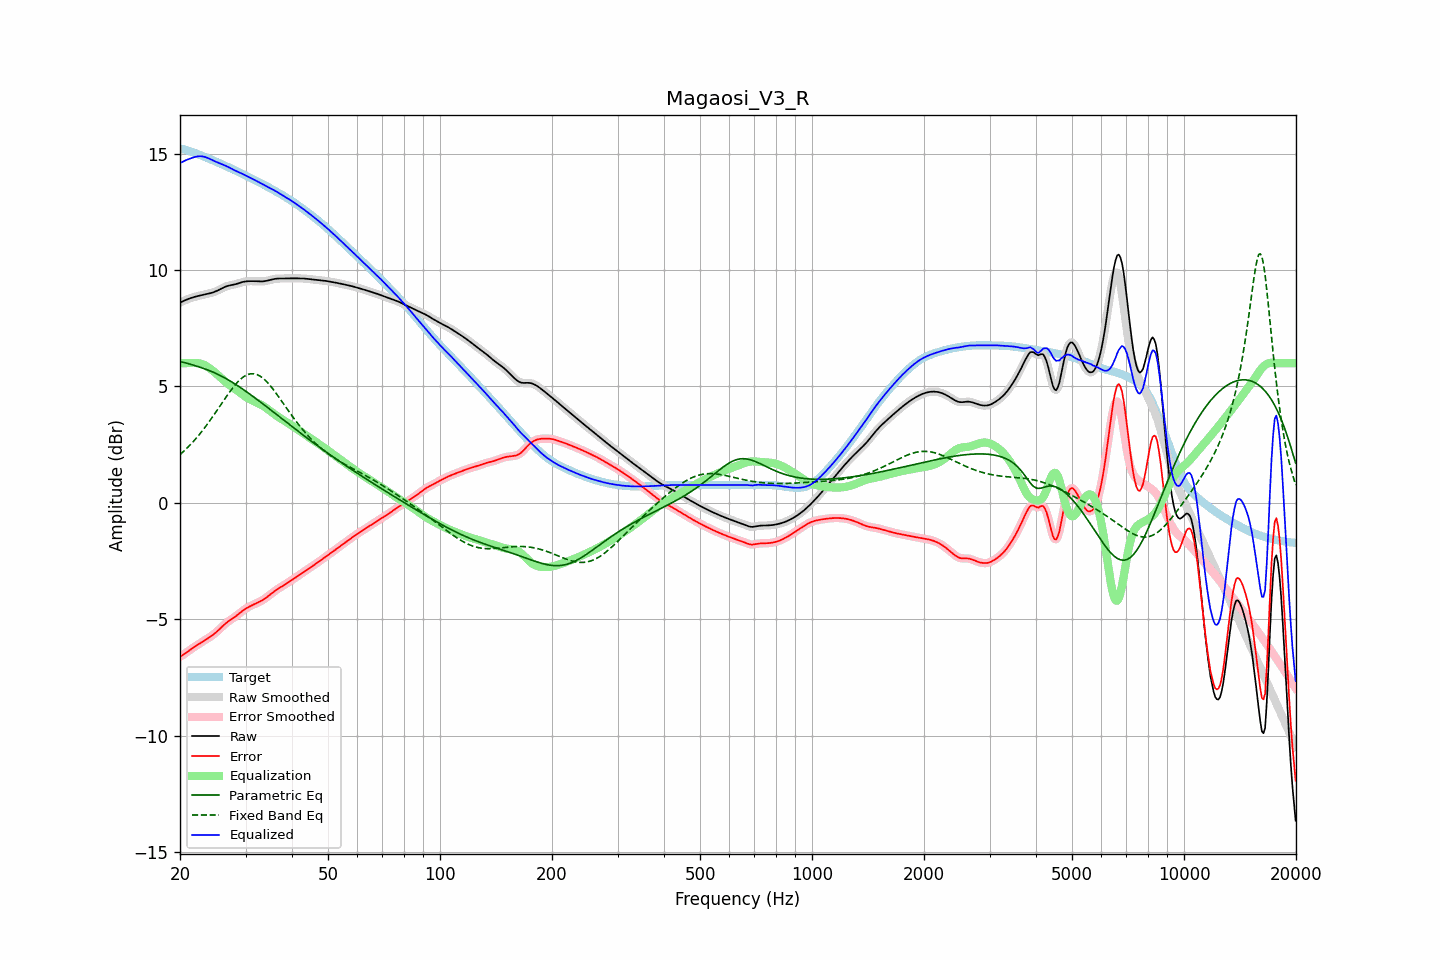 Magaosi_V3_R
Amplitude (dBr)
15
10
5
0
−5
−10
−15
Target
Raw Smoothed
Error Smoothed
Raw
Error
Equalization
Parametric Eq
Fixed Band Eq
Equalized
20 50 100 200 500 1000 2000 5000 10000 20000
Frequency (Hz)